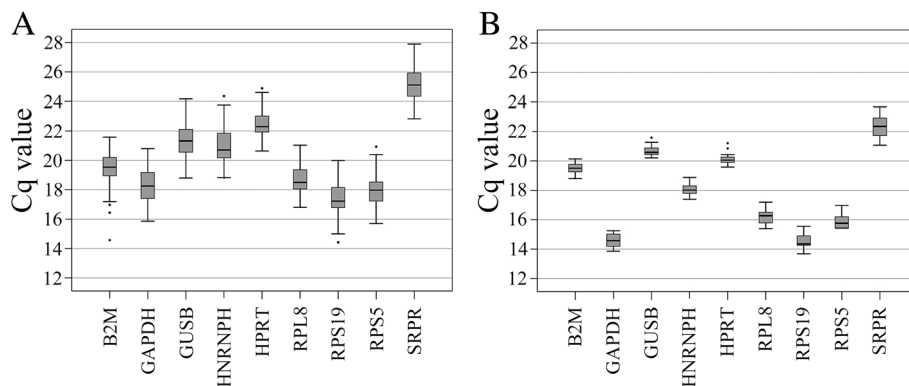 A
Cq value
28
26
24
22
20
18
16
14
12
B2M
GAPDH
GUSB
HNRNPH
HPRT
RPL8
RPS19
RPS5
SRPR
B
Cq value
28
26
24
22
20
18
16
14
12
B2M
GAPDH
GUSB
HNRNPH
HPRT
RPL8
RPS19
RPS5
SRPR